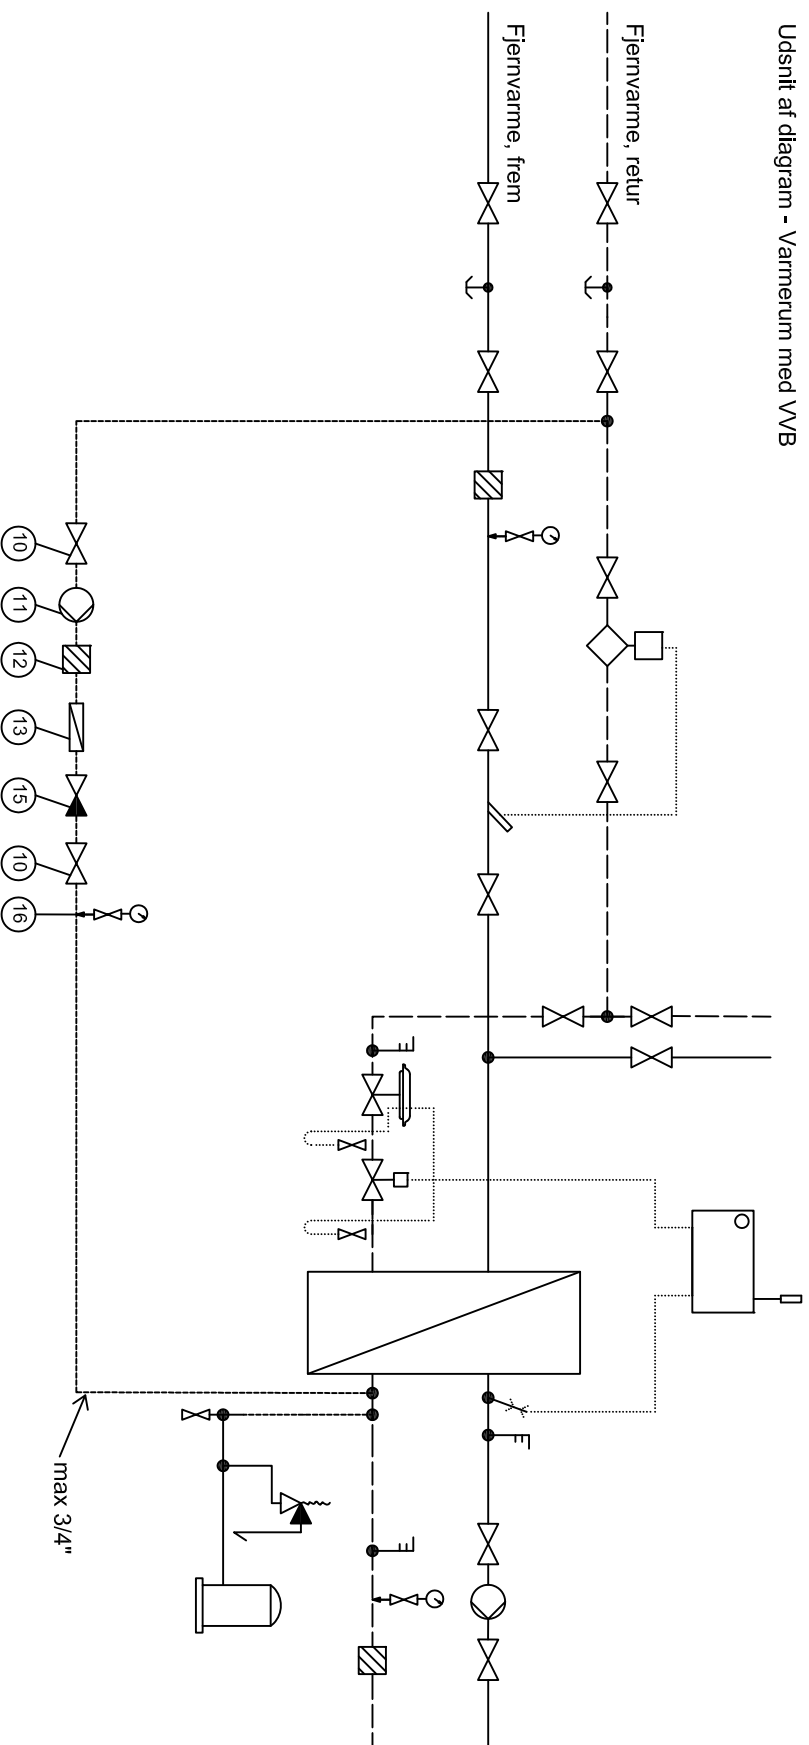 Udsnit af diagram - Varmerum med VVB
Fjernvarme, retur
Fjernvarme, frem
10
11
12
13
15
10
16
max 3/4"